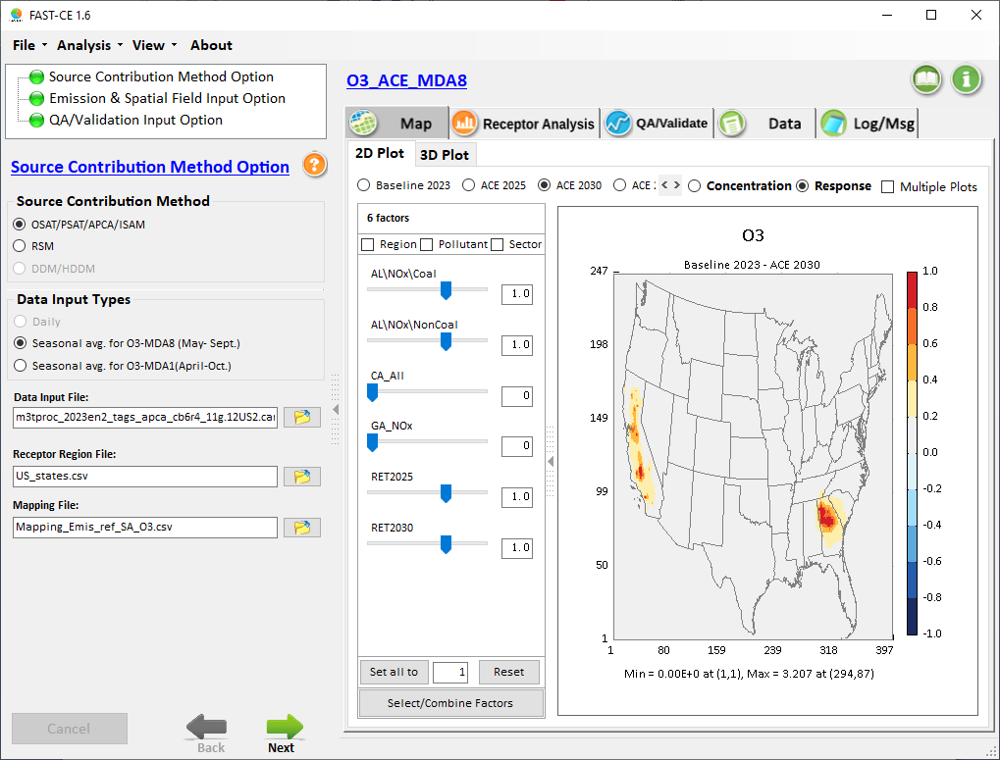 FAST-CE 1.6
File Analysis View About
Source Contribution Method Option
Emission & Spatial Field Input Option
QA/Validation Input Option
Source Contribution Method Option
?
Source Contribution Method
OSAT/PSAT/APCA/ISAM
RSM
DDM/HDDM
Data Input Types
Daily
Seasonal avg. for O3-MDA8 (May- Sept.)
Seasonal avg. for O3-MDA1(April-Oct.)
Data Input File:
m3tproc_2023en2_tags_apca_cb6r4_11g.12US2.cam
Receptor Region File:
US_states.csv
Mapping File:
Mapping_Emis_ref_SA_O3.csv
Cancel
Back
Next
O3_ACE_MDA8
i
Map Receptor Analysis QA/Validate Data Log/Msg
2D Plot 3D Plot
Baseline 2023 ACE 2025 ACE 2030 ACE < > Concentration Response Multiple Plots
6 factors
Region Pollutant Sector
AL\NOx\Coal
1.0
AL\NOx\NonCoal
1.0
CA_All
0
GA_NOx
0
RET2025
1.0
RET2030
1.0
Set all to 1 Reset
Select/Combine Factors
O3
Baseline 2023 - ACE 2030
247
198
149
99
50
1
1 80 159 239 318 397
1.0
0.8
0.6
0.4
0.2
0.0
-0.2
-0.4
-0.6
-0.8
-1.0
Min = 0.00E+0 at (1,1), Max = 3.207 at (294,87)